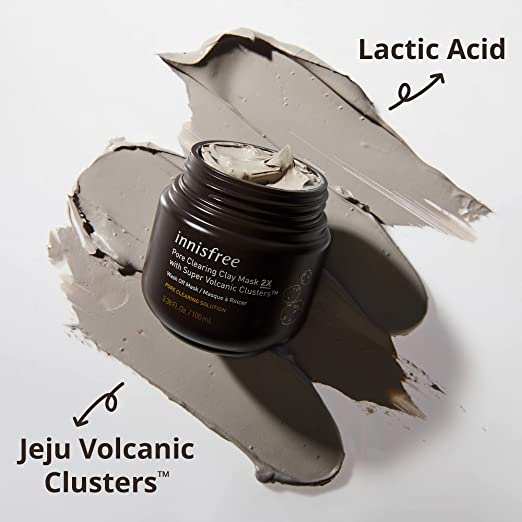 Lactic Acid
innisfree
Pore Clearing Clay Mask 2X
with Super Volcanic Clusters™
Wash Off Mask / Masque à Rincer
PORE CLEARING SOLUTION
3.38 Fl.Oz. / 100 mL
Jeju Volcanic
Clusters™